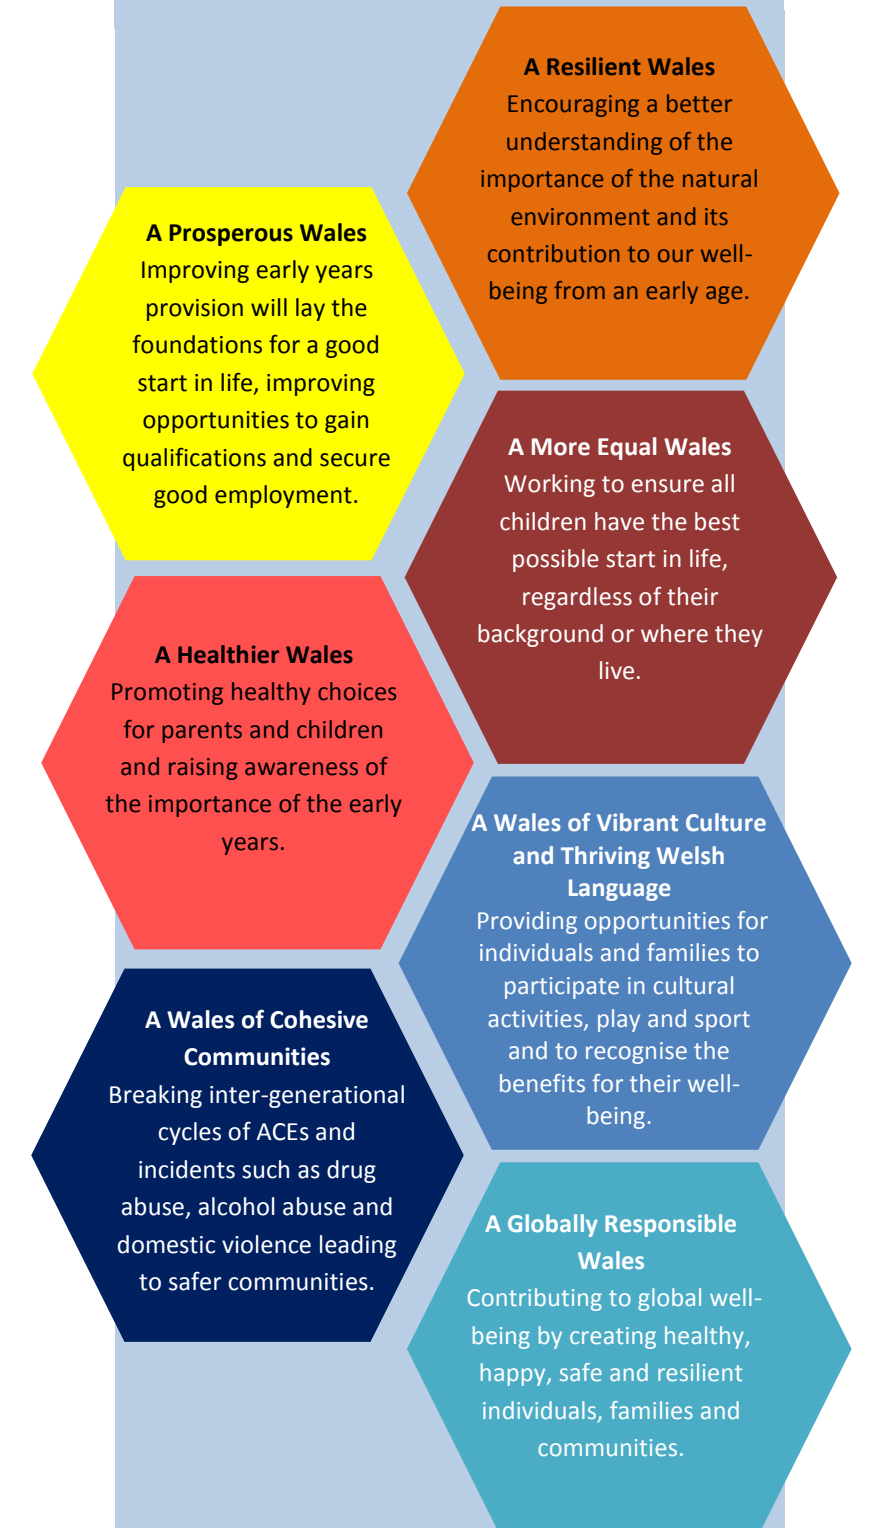 A Resilient Wales
Encouraging a better
understanding of the
importance of the natural
environment and its
contribution to our well-
being from an early age.
A Prosperous Wales
Improving early years
provision will lay the
foundations for a good
start in life, improving
opportunities to gain
qualifications and secure
good employment.
A More Equal Wales
Working to ensure all
children have the best
possible start in life,
regardless of their
background or where they
live.
A Healthier Wales
Promoting healthy choices
for parents and children
and raising awareness of
the importance of the early
years.
A Wales of Vibrant Culture
and Thriving Welsh
Language
Providing opportunities for
individuals and families to
participate in cultural
activities, play and sport
and to recognise the
benefits for their well-
being.
A Wales of Cohesive
Communities
Breaking inter-generational
cycles of ACEs and
incidents such as drug
abuse, alcohol abuse and
domestic violence leading
to safer communities.
A Globally Responsible
Wales
Contributing to global well-
being by creating healthy,
happy, safe and resilient
individuals, families and
communities.